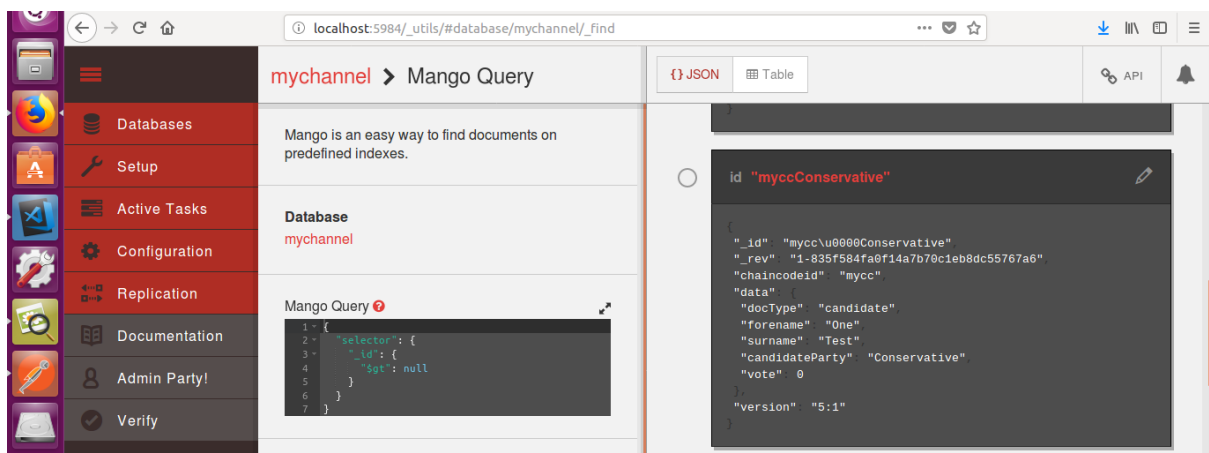 localhost:5984/_utils/#database/mychannel/_find
mychannel > Mango Query
{} JSON
Table
API
Databases
Setup
Active Tasks
Configuration
Replication
Documentation
Admin Party!
Verify
Mango is an easy way to find documents on
predefined indexes.
Database
mychannel
Mango Query
1 {
2 "selector": {
3 "_id": {
4 "$gt": null
5 }
6 }
7 }
}
id "myccConservative"
{
"_id": "mycc\u0000Conservative",
"_rev": "1-835f584fa0f14a7b70c1eb8dc55767a6",
"chaincodeid": "mycc",
"data": {
"docType": "candidate",
"forename": "One",
"surname": "Test",
"candidateParty": "Conservative",
"vote": 0
},
"version": "5:1"
}